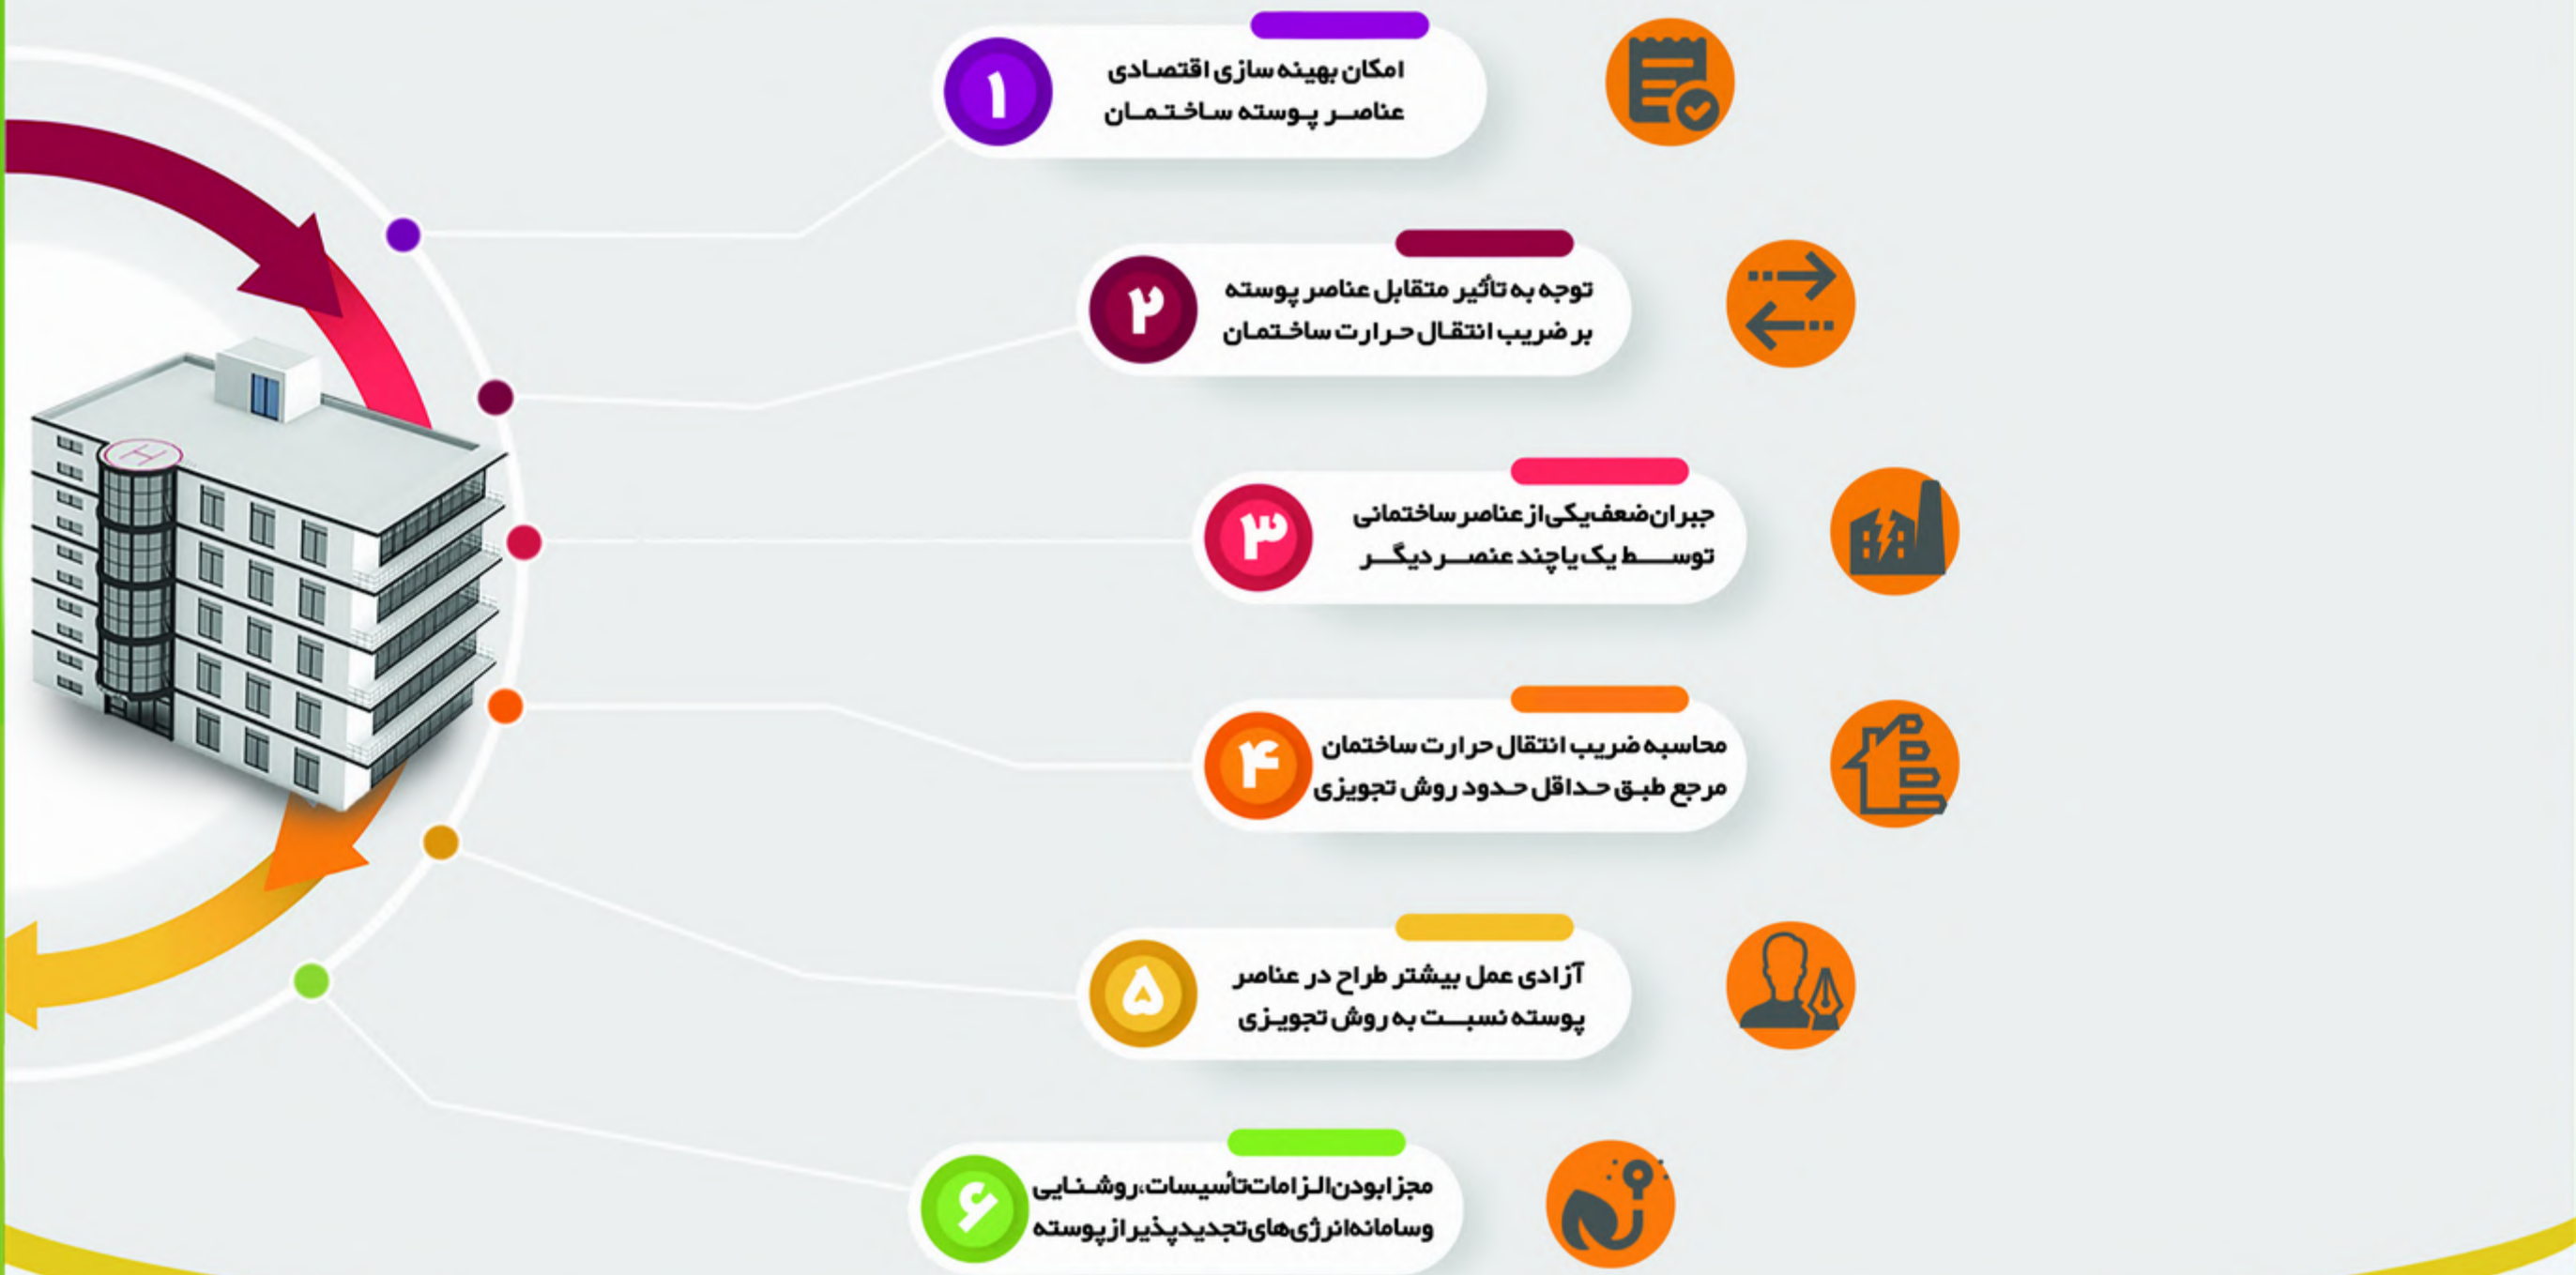 ۱
امکان بهینه سازی اقتصادی
عناصر پوسته ساختمان
۲
توجه به تأثیر متقابل عناصر پوسته
بر ضریب انتقال حرارت ساختمان
۳
جبران ضعف یکی از عناصر ساختمانی
توسط یک یا چند عنصر دیگر
۴
محاسبه ضریب انتقال حرارت ساختمان
مرجع طبق حداقل حدود روش تجویزی
۵
آزادی عمل بیشتر طراح در عناصر
پوسته نسبت به روش تجویزی
۶
مجزا بودن الزامات تأسیسات، روشنایی
و سامانه انرژی‌های تجدیدپذیر از پوسته
H